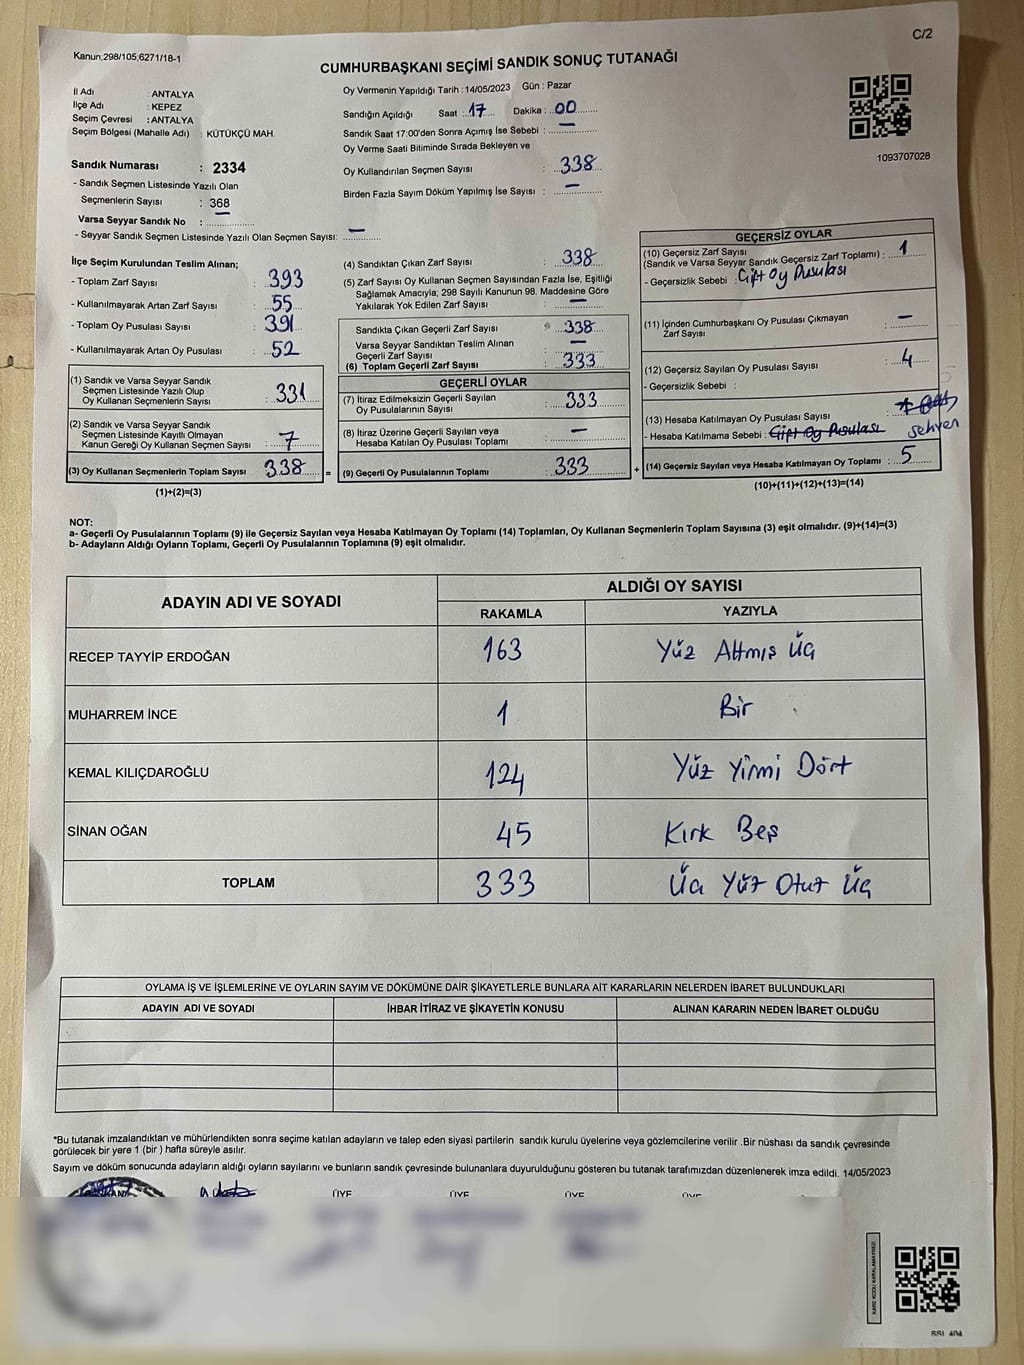 C/2
Kanun;298/105;6271/18-1
CUMHURBAŞKANI SEÇİMİ SANDIK SONUÇ TUTANAĞI
İl Adı : ANTALYA
İlçe Adı : KEPEZ
Seçim Çevresi : ANTALYA
Seçim Bölgesi (Mahalle Adı) : KÜTÜKÇÜ MAH.
Sandık Numarası : 2334
- Sandık Seçmen Listesinde Yazılı Olan
Seçmenlerin Sayısı : 368
Varsa Seyyar Sandık No : —
- Seyyar Sandık Seçmen Listesinde Yazılı Olan Seçmen Sayısı: —
Oy Vermenin Yapıldığı Tarih : 14/05/2023 Gün : Pazar
Sandığın Açıldığı Saat : 17 Dakika : 00
Sandık Saat 17:00'den Sonra Açımış İse Sebebi : —
Oy Verme Saati Bitiminde Sırada Bekleyen ve
Oy Kullandırılan Seçmen Sayısı : 338
Birden Fazla Sayım Döküm Yapılmış İse Sayısı : —
1093707028
İlçe Seçim Kurulundan Teslim Alınan;
- Toplam Zarf Sayısı : 393
- Kullanılmayarak Artan Zarf Sayısı : 55
- Toplam Oy Pusulası Sayısı : 391
- Kullanılmayarak Artan Oy Pusulası : 52
(1) Sandık ve Varsa Seyyar Sandık
Seçmen Listesinde Yazılı Olup
Oy Kullanan Seçmenlerin Sayısı : 331
(2) Sandık ve Varsa Seyyar Sandık
Seçmen Listesinde Kayıtlı Olmayan
Kanun Gereği Oy Kullanan Seçmen Sayısı : 7
(3) Oy Kullanan Seçmenlerin Toplam Sayısı : 338 =
(1)+(2)=(3)
(4) Sandıktan Çıkan Zarf Sayısı : 338
(5) Zarf Sayısı Oy Kullanan Seçmen Sayısından Fazla İse, Eşitliği
Sağlamak Amacıyla; 298 Sayılı Kanunun 98. Maddesine Göre
Yakılarak Yok Edilen Zarf Sayısı : —
Sandıkta Çıkan Geçerli Zarf Sayısı : 338
Varsa Seyyar Sandıktan Teslim Alınan
Geçerli Zarf Sayısı : —
(6) Toplam Geçerli Zarf Sayısı : 333
GEÇERLİ OYLAR
(7) İtiraz Edilmeksizin Geçerli Sayılan
Oy Pusulalarının Sayısı : 333
(8) İtiraz Üzerine Geçerli Sayılan veya
Hesaba Katılan Oy Pusulası Toplamı : —
(9) Geçerli Oy Pusulalarının Toplamı : 333 +
GEÇERSİZ OYLAR
(10) Geçersiz Zarf Sayısı
(Sandık ve Varsa Seyyar Sandık Geçersiz Zarf Toplamı) : 1
- Geçersizlik Sebebi : Çift Oy Pusulası
(11) İçinden Cumhurbaşkanı Oy Pusulası Çıkmayan
Zarf Sayısı : —
(12) Geçersiz Sayılan Oy Pusulası Sayısı : 4
- Geçersizlik Sebebi :
(13) Hesaba Katılmayan Oy Pusulası Sayısı :
- Hesaba Katılmama Sebebi : Çift Oy Pusulası sehven
(14) Geçersiz Sayılan veya Hesaba Katılmayan Oy Toplamı : 5
(10)+(11)+(12)+(13)=(14)
NOT:
a- Geçerli Oy Pusulalarının Toplamı (9) ile Geçersiz Sayılan veya Hesaba Katılmayan Oy Toplamı (14) Toplamları, Oy Kullanan Seçmenlerin Toplam Sayısına (3) eşit olmalıdır. (9)+(14)=(3)
b- Adayların Aldığı Oyların Toplamı, Geçerli Oy Pusulalarının Toplamına (9) eşit olmalıdır.
ADAYIN ADI VE SOYADI ALDIĞI OY SAYISI
RAKAMLA YAZIYLA
RECEP TAYYİP ERDOĞAN 163 Yüz Altmış Üç
MUHARREM İNCE 1 Bir
KEMAL KILIÇDAROĞLU 124 Yüz Yirmi Dört
SİNAN OĞAN 45 Kırk Beş
TOPLAM 333 Üç Yüz Otuz Üç
OYLAMA İŞ VE İŞLEMLERİNE VE OYLARIN SAYIM VE DÖKÜMÜNE DAİR ŞİKAYETLERLE BUNLARA AİT KARARLARIN NELERDEN İBARET BULUNDUKLARI
ADAYIN ADI VE SOYADI İHBAR İTİRAZ VE ŞİKAYETİN KONUSU ALINAN KARARIN NEDEN İBARET OLDUĞU
*Bu tutanak imzalandıktan ve mühürlendikten sonra seçime katılan adayların ve talep eden siyasi partilerin sandık kurulu üyelerine veya gözlemcilerine verilir .Bir nüshası da sandık çevresinde
görülecek bir yere 1 (bir ) hafta süreyle asılır.
Sayım ve döküm sonucunda adayların aldığı oyların sayılarını ve bunların sandık çevresinde bulunanlara duyurulduğunu gösteren bu tutanak tarafımızdan düzenlenerek imza edildi. 14/05/2023
ÜYE ÜYE ÜYE ÜYE